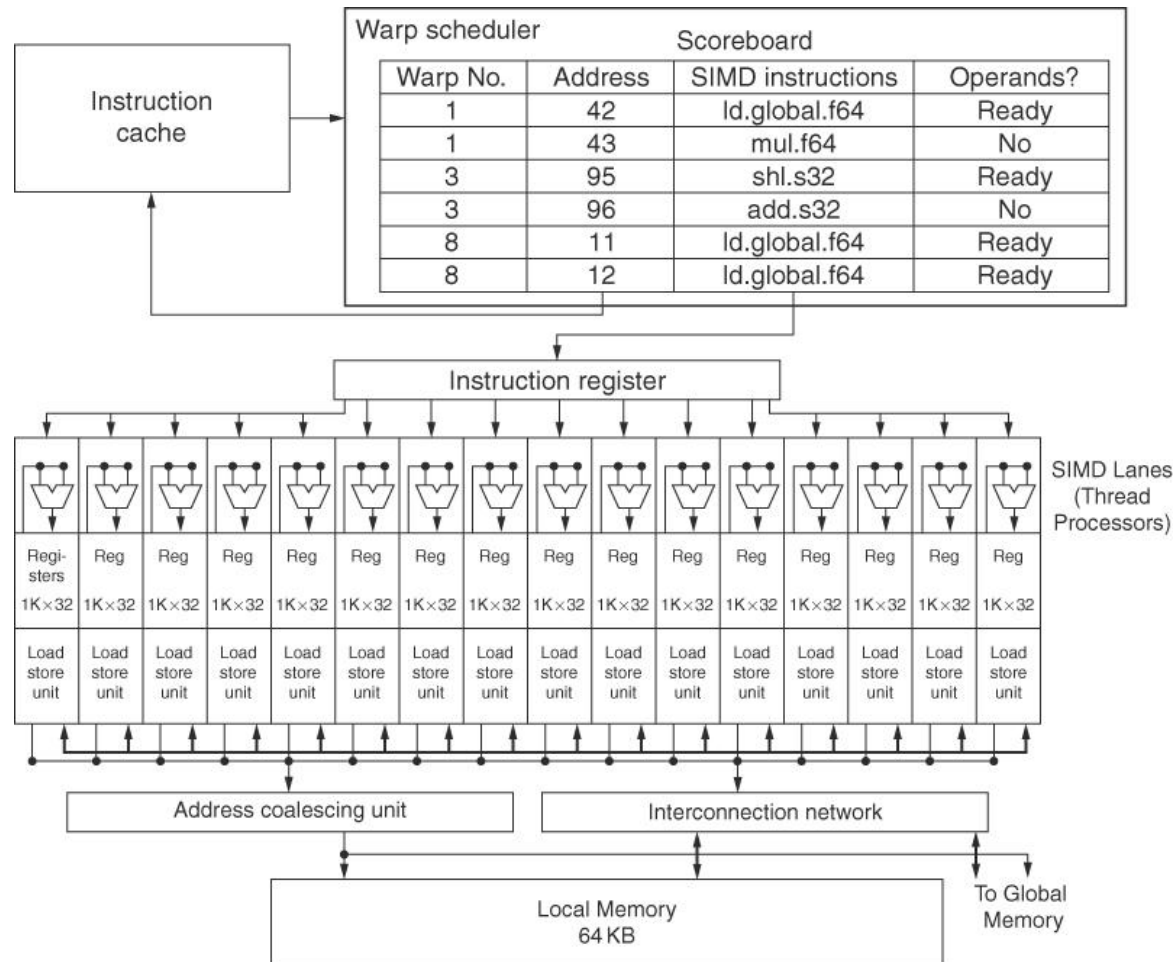 Warp scheduler
Scoreboard
Instruction
cache
Warp No. Address SIMD instructions Operands?
1 42 ld.global.f64 Ready
1 43 mul.f64 No
3 95 shl.s32 Ready
3 96 add.s32 No
8 11 ld.global.f64 Ready
8 12 ld.global.f64 Ready
Instruction register
SIMD Lanes
(Thread
Processors)
Regi-
sters Reg Reg Reg Reg Reg Reg Reg Reg Reg Reg Reg Reg Reg Reg Reg
1K×32 1K×32 1K×32 1K×32 1K×32 1K×32 1K×32 1K×32 1K×32 1K×32 1K×32 1K×32 1K×32 1K×32 1K×32 1K×32
Load Load Load Load Load Load Load Load Load Load Load Load Load Load Load Load
store store store store store store store store store store store store store store store store
unit unit unit unit unit unit unit unit unit unit unit unit unit unit unit unit
Address coalescing unit
Interconnection network
Local Memory
64 KB
To Global
Memory